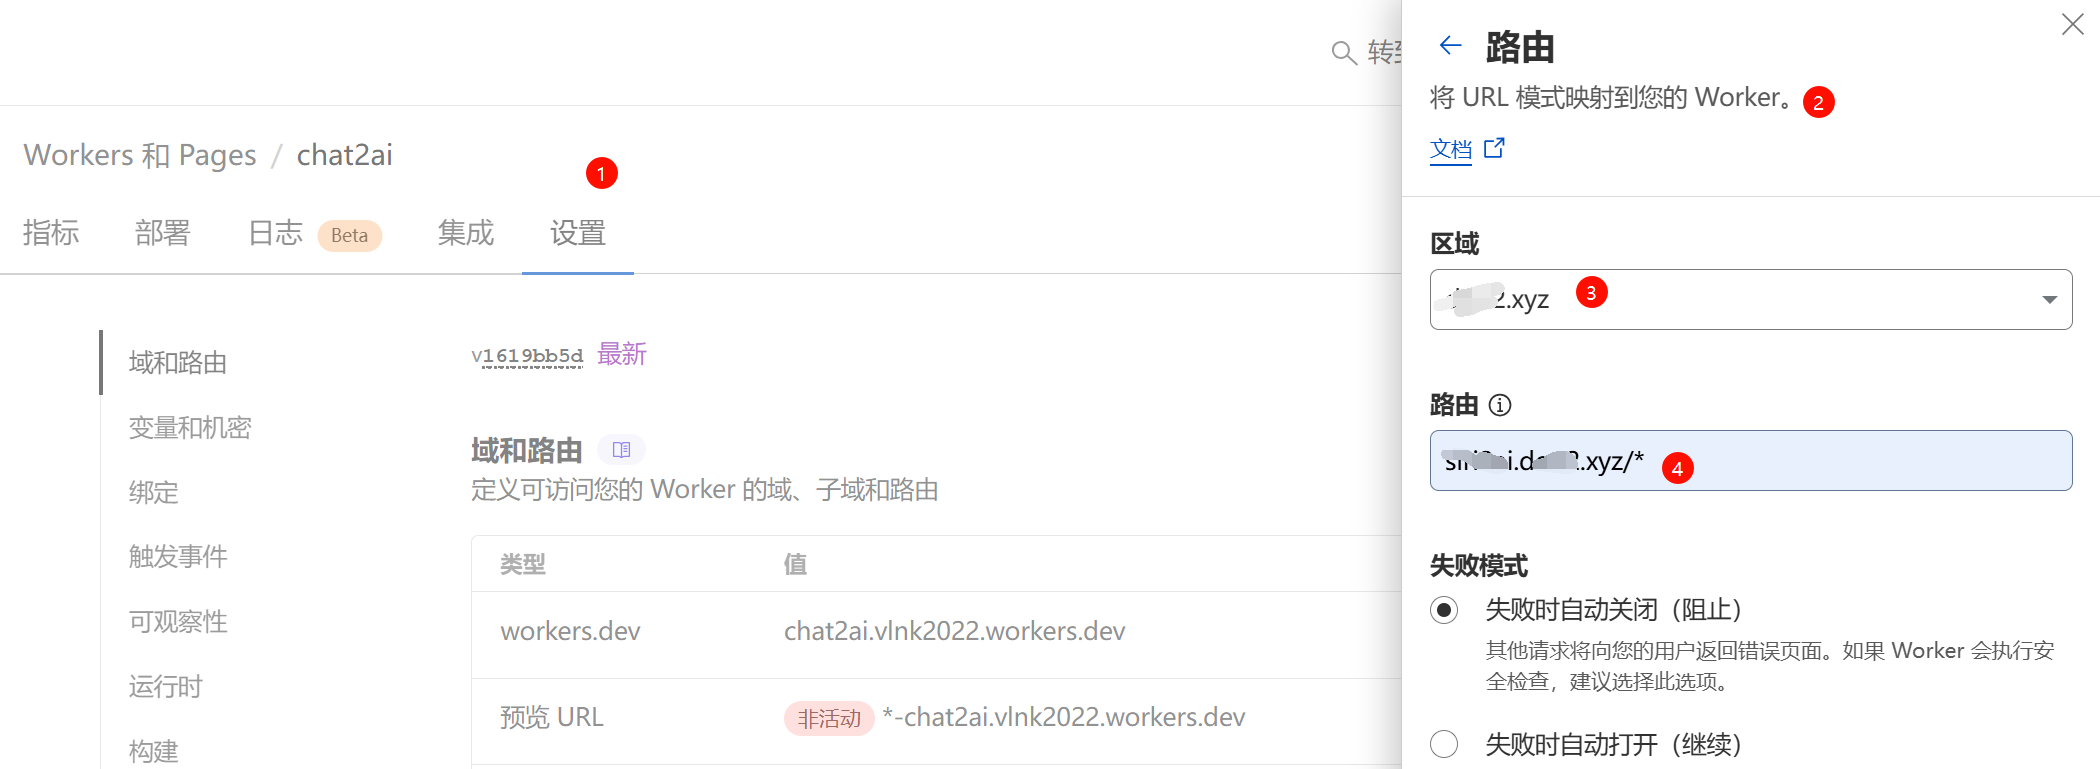 转
Workers 和 Pages / chat2ai
1
指标 部署 日志 Beta 集成 设置
域和路由
变量和机密
绑定
触发事件
可观察性
运行时
构建
v1619bb5d 最新
域和路由
定义可访问您的 Worker 的域、子域和路由
类型 值
workers.dev chat2ai.vlnk2022.workers.dev
预览 URL 非活动 *-chat2ai.vlnk2022.workers.dev
路由
将 URL 模式映射到您的 Worker。 2
文档
区域
.xyz 3
路由
.xyz/* 4
失败模式
失败时自动关闭（阻止）
其他请求将向您的用户返回错误页面。如果 Worker 会执行安
全检查，建议选择此选项。
失败时自动打开（继续）